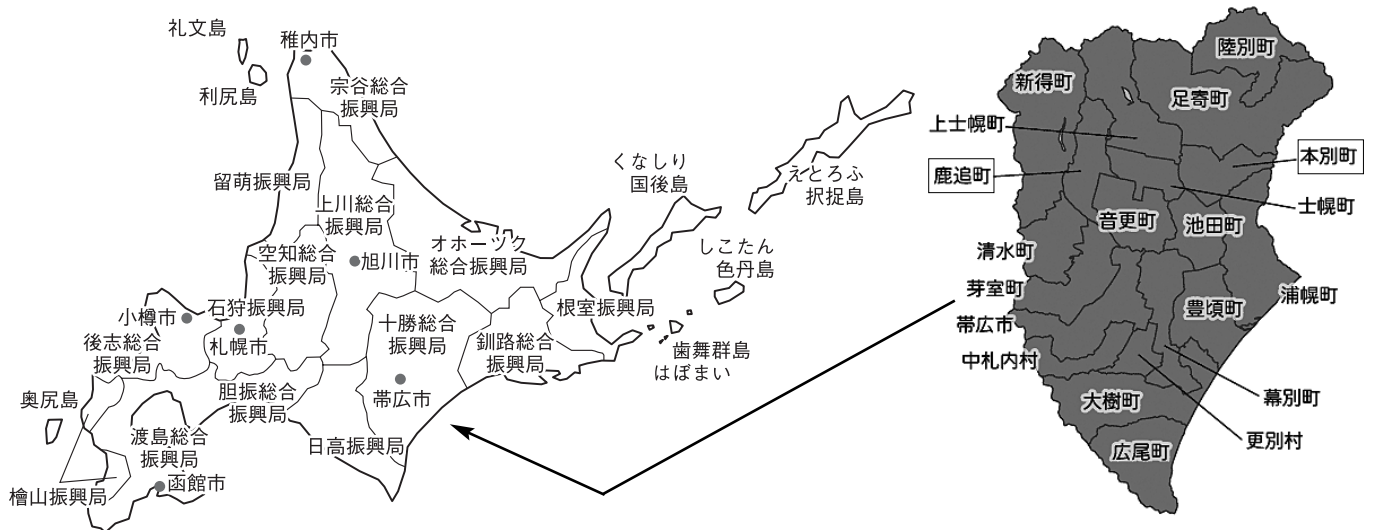 礼文島
稚内市
利尻島
宗谷総合
振興局
留萌振興局
上川総合
振興局
空知総合
振興局
旭川市
オホーツク
総合振興局
くなしり
国後島
えとろふ
択捉島
しこたん
色丹島
根室振興局
歯舞群島
はぼまい
小樽市
石狩振興局
札幌市
後志総合
振興局
十勝総合
振興局
帯広市
釧路総合
振興局
胆振総合
振興局
奥尻島
渡島総合
振興局
日高振興局
檜山振興局
函館市
陸別町
新得町
足寄町
上士幌町
本別町
鹿追町
士幌町
音更町
池田町
清水町
芽室町
豊頃町
浦幌町
帯広市
中札内村
大樹町
幕別町
更別村
広尾町